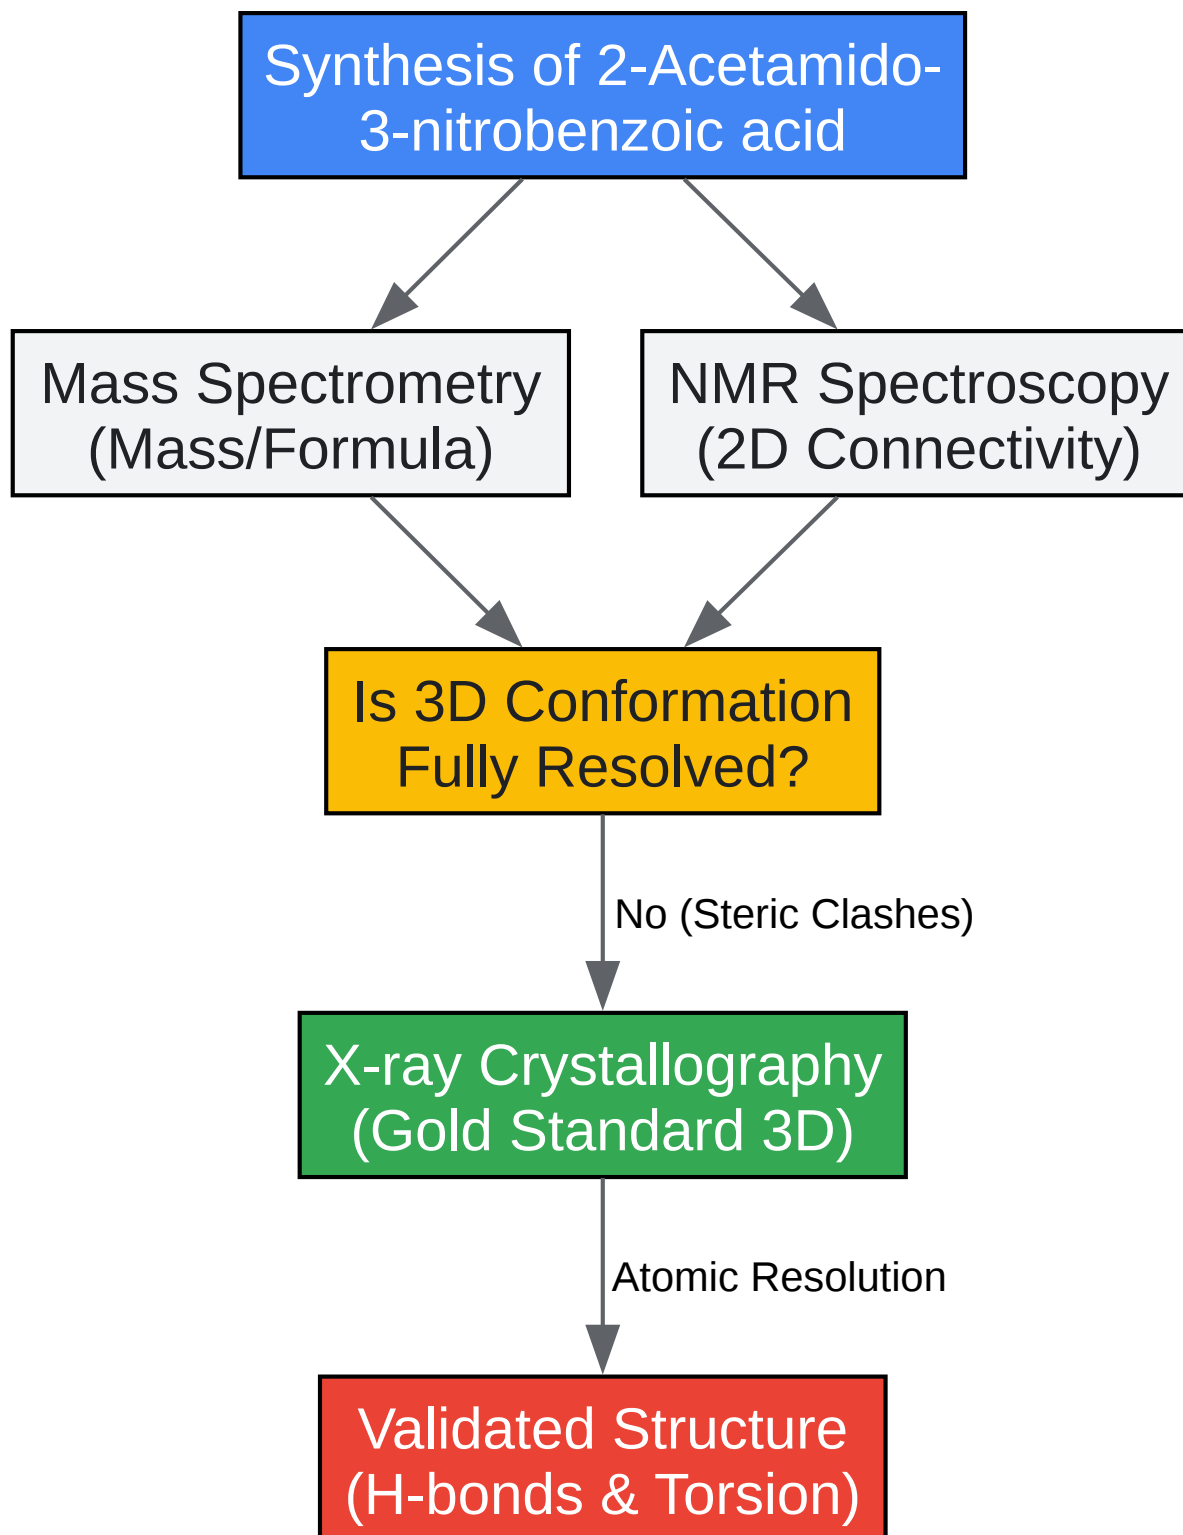 Synthesis of 2-Acetamido-
3-nitrobenzoic acid
Mass Spectrometry
(Mass/Formula)
NMR Spectroscopy
(2D Connectivity)
Is 3D Conformation
Fully Resolved?
No (Steric Clashes)
X-ray Crystallography
(Gold Standard 3D)
Atomic Resolution
Validated Structure
(H-bonds & Torsion)